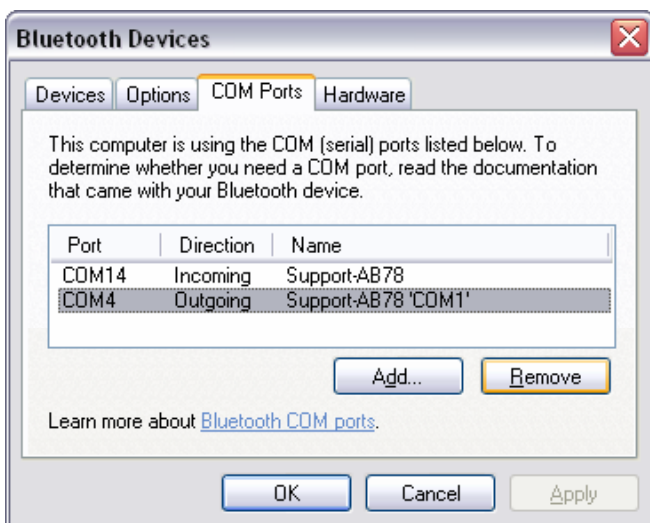 Bluetooth Devices
Devices Options COM Ports Hardware
This computer is using the COM (serial) ports listed below. To
determine whether you need a COM port, read the documentation
that came with your Bluetooth device.
Port Direction Name
COM14 Incoming Support-AB78
COM4 Outgoing Support-AB78 'COM1'
Add... Remove
Learn more about Bluetooth COM ports.
OK Cancel Apply